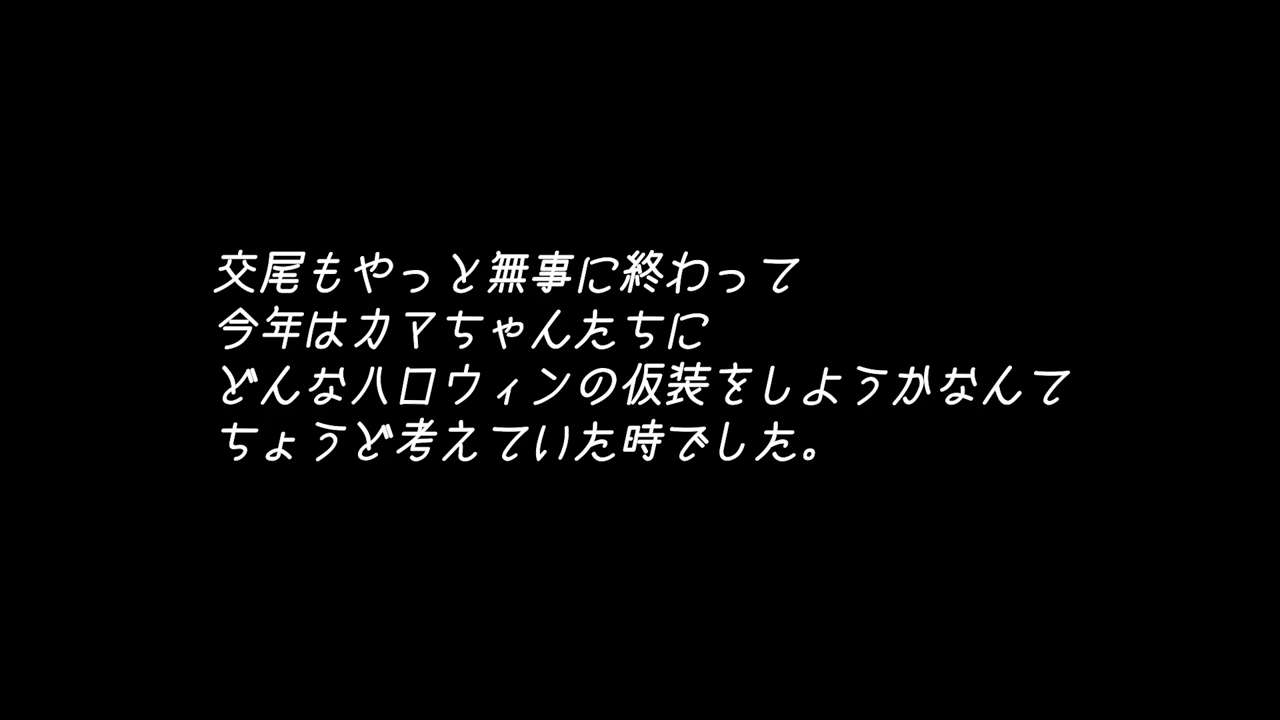 交尾もやっと無事に終わって
今年はカマちゃんたちに
どんなハロウィンの仮装をしようかなんて
ちょうど考えていた時でした。